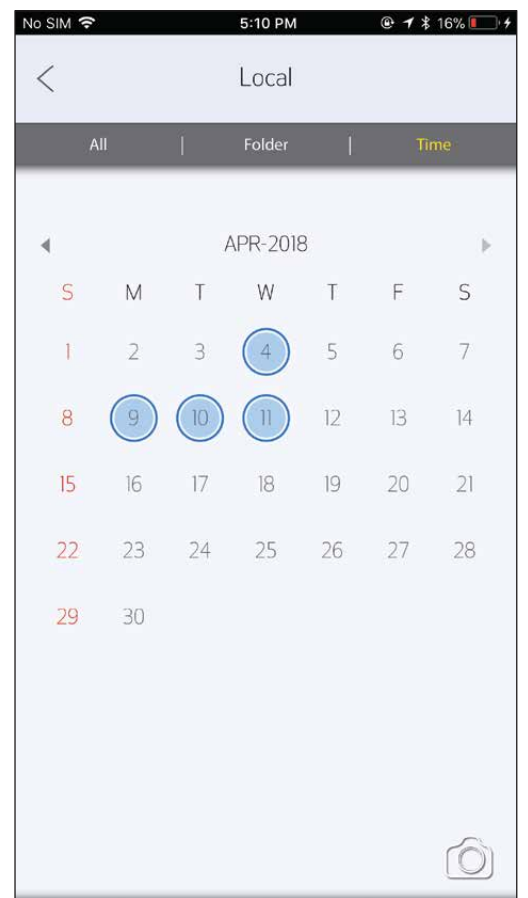 No SIM 5:10 PM 16%
Local
All | Folder | Time
APR-2018
S M T W T F S
1 2 3 4 5 6 7
8 9 10 11 12 13 14
15 16 17 18 19 20 21
22 23 24 25 26 27 28
29 30